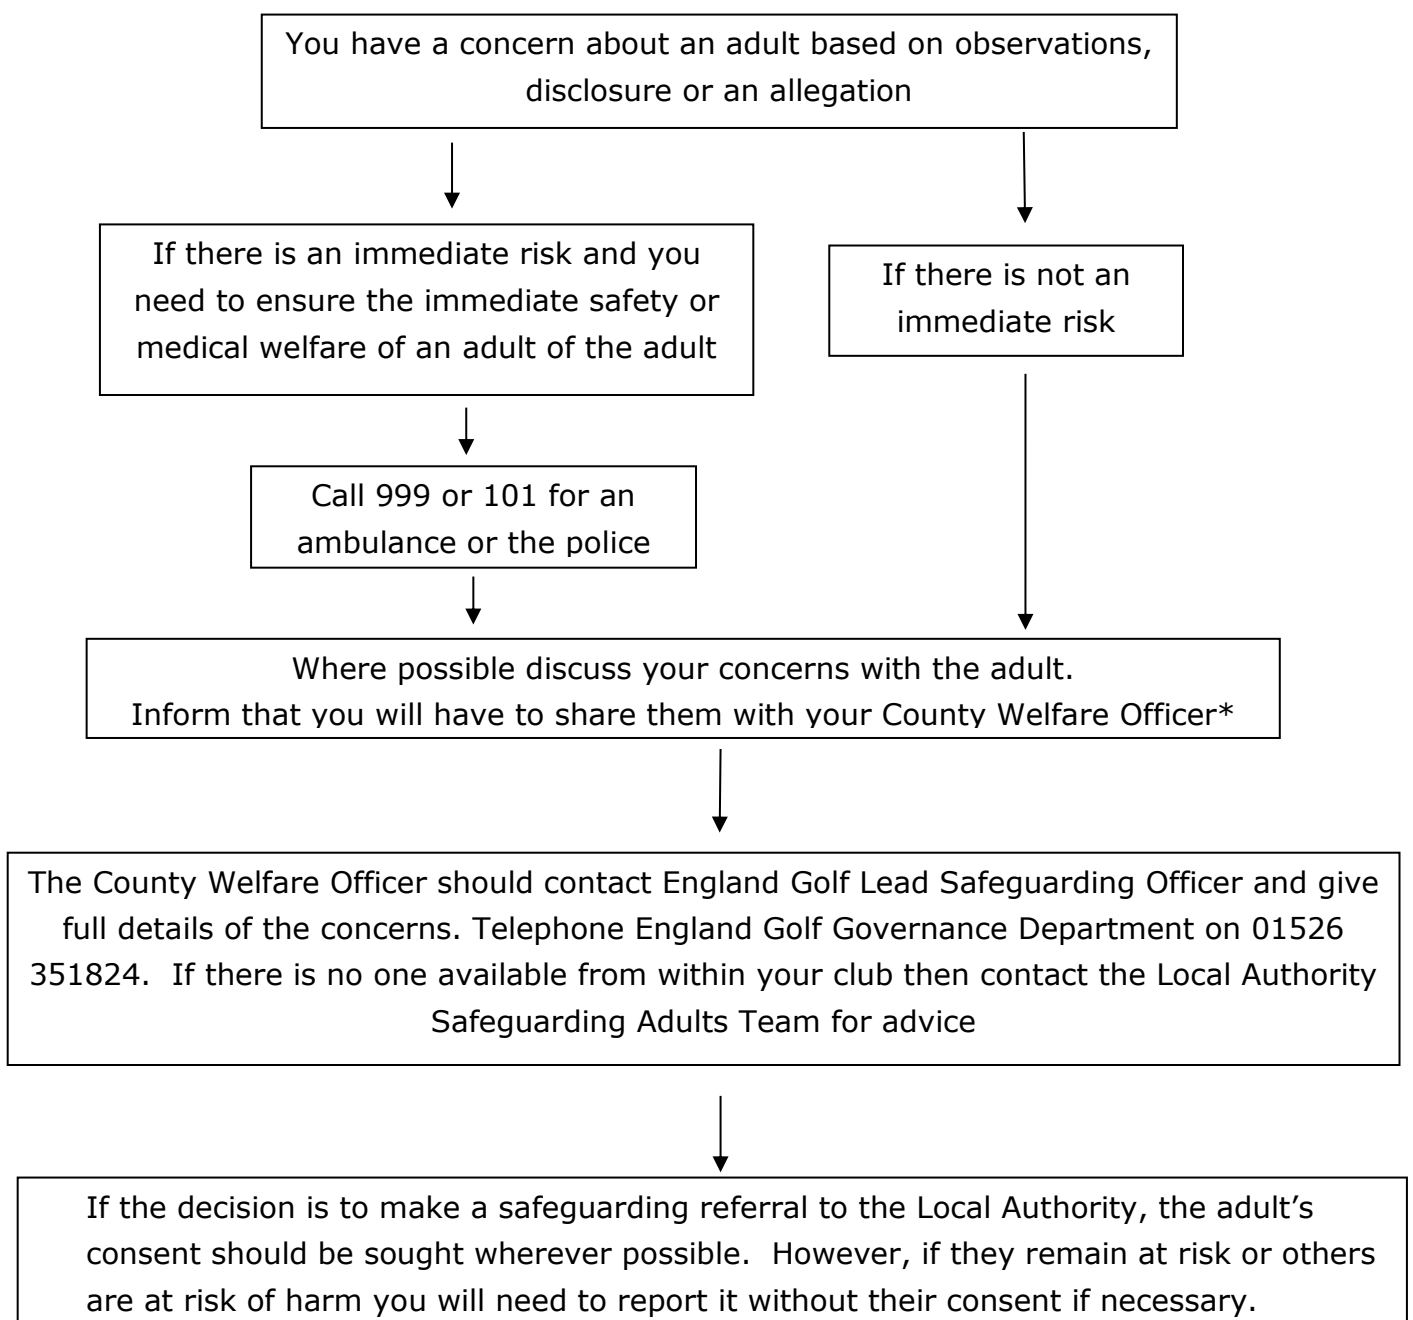 You have a concern about an adult based on observations,
disclosure or an allegation
If there is an immediate risk and you
need to ensure the immediate safety or
medical welfare of an adult of the adult
If there is not an
immediate risk
Call 999 or 101 for an
ambulance or the police
Where possible discuss your concerns with the adult.
Inform that you will have to share them with your County Welfare Officer*
The County Welfare Officer should contact England Golf Lead Safeguarding Officer and give
full details of the concerns. Telephone England Golf Governance Department on 01526
351824.  If there is no one available from within your club then contact the Local Authority
Safeguarding Adults Team for advice
If the decision is to make a safeguarding referral to the Local Authority, the adult’s
consent should be sought wherever possible.  However, if they remain at risk or others
are at risk of harm you will need to report it without their consent if necessary.